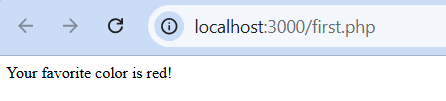 localhost:3000/first.php
Your favorite color is red!